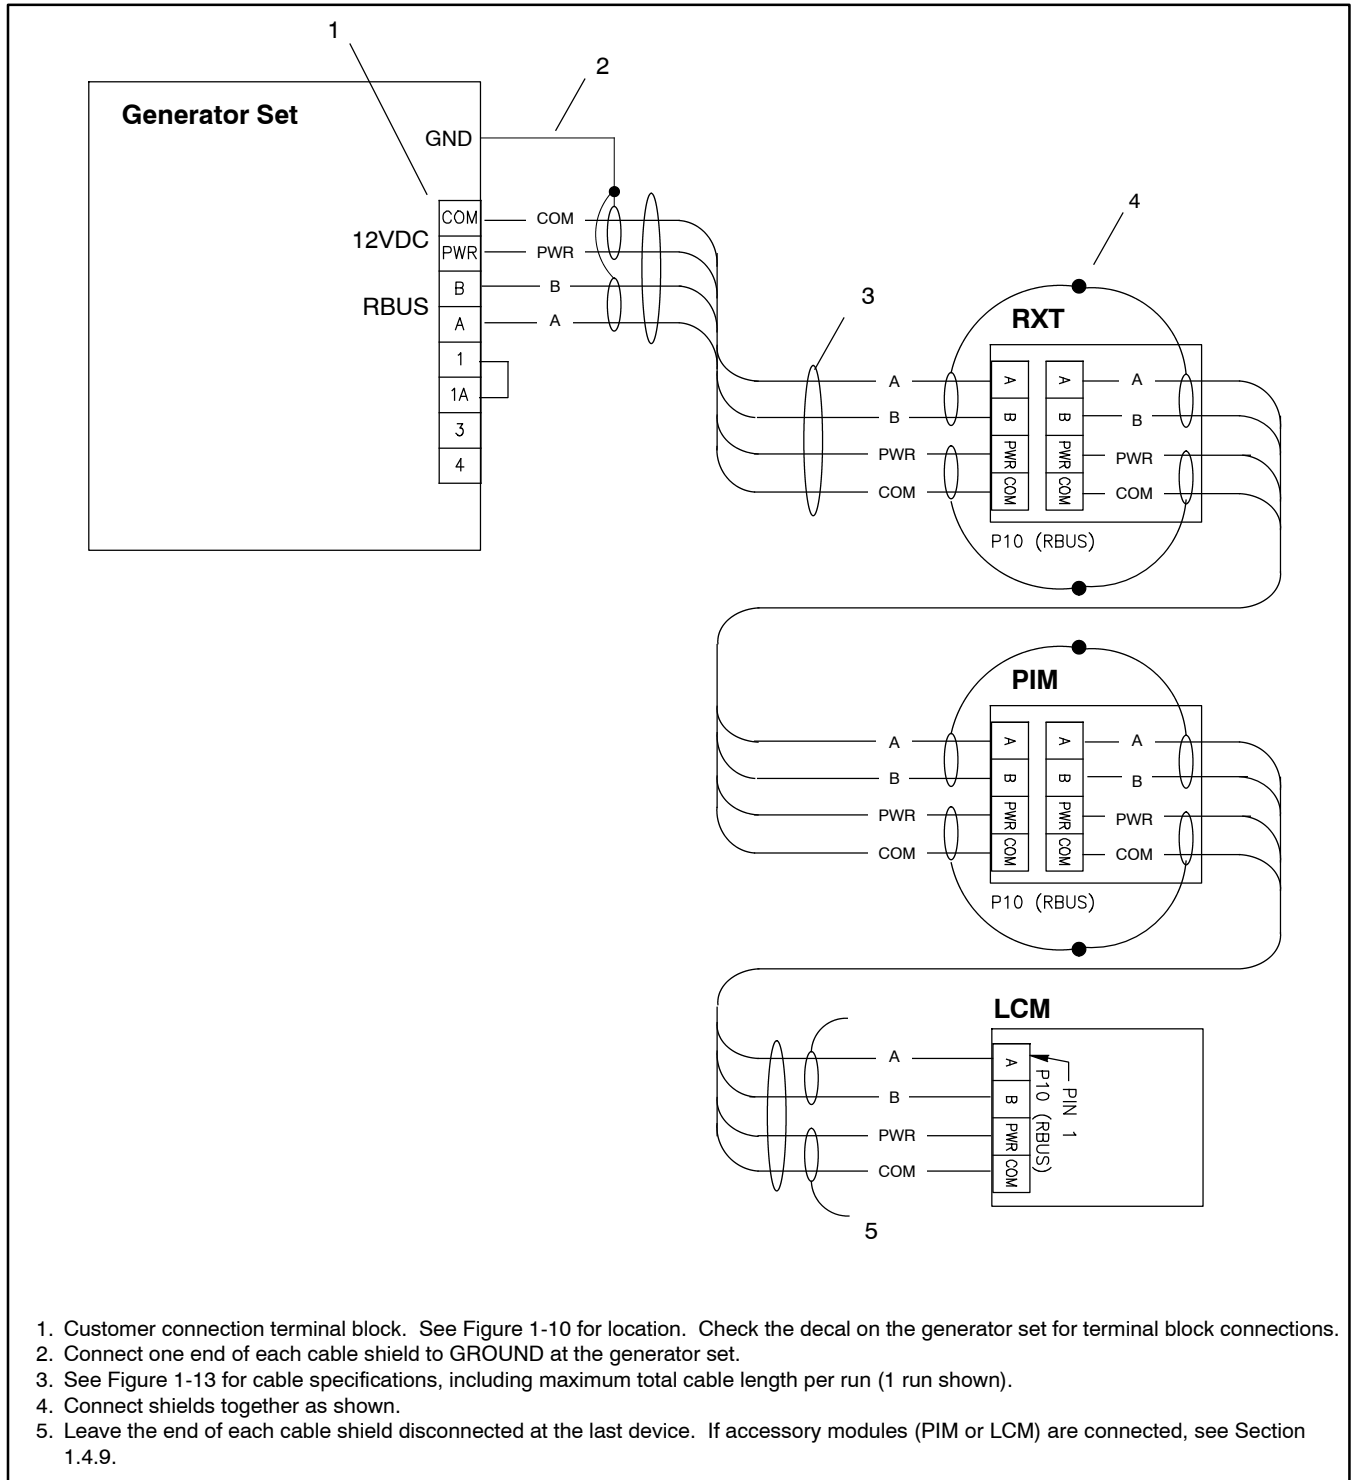 1
2
Generator Set
GND
COM
COM
12VDC
PWR
PWR
B
B
RBUS
A
A
1
1A
3
4
3
4
RXT
A
A
A
A
B
B
B
B
PWR
PWR
PWR
PWR
COM
COM
COM
COM
P10 (RBUS)
PIM
A
A
A
A
B
B
B
B
PWR
PWR
PWR
PWR
COM
COM
COM
COM
P10 (RBUS)
LCM
A
A
B
B
PWR
PWR
COM
COM
P10 (RBUS)
PIN 1
5
1. Customer connection terminal block. See Figure 1-10 for location. Check the decal on the generator set for terminal block connections.
2. Connect one end of each cable shield to GROUND at the generator set.
3. See Figure 1-13 for cable specifications, including maximum total cable length per run (1 run shown).
4. Connect shields together as shown.
5. Leave the end of each cable shield disconnected at the last device. If accessory modules (PIM or LCM) are connected, see Section
1.4.9.